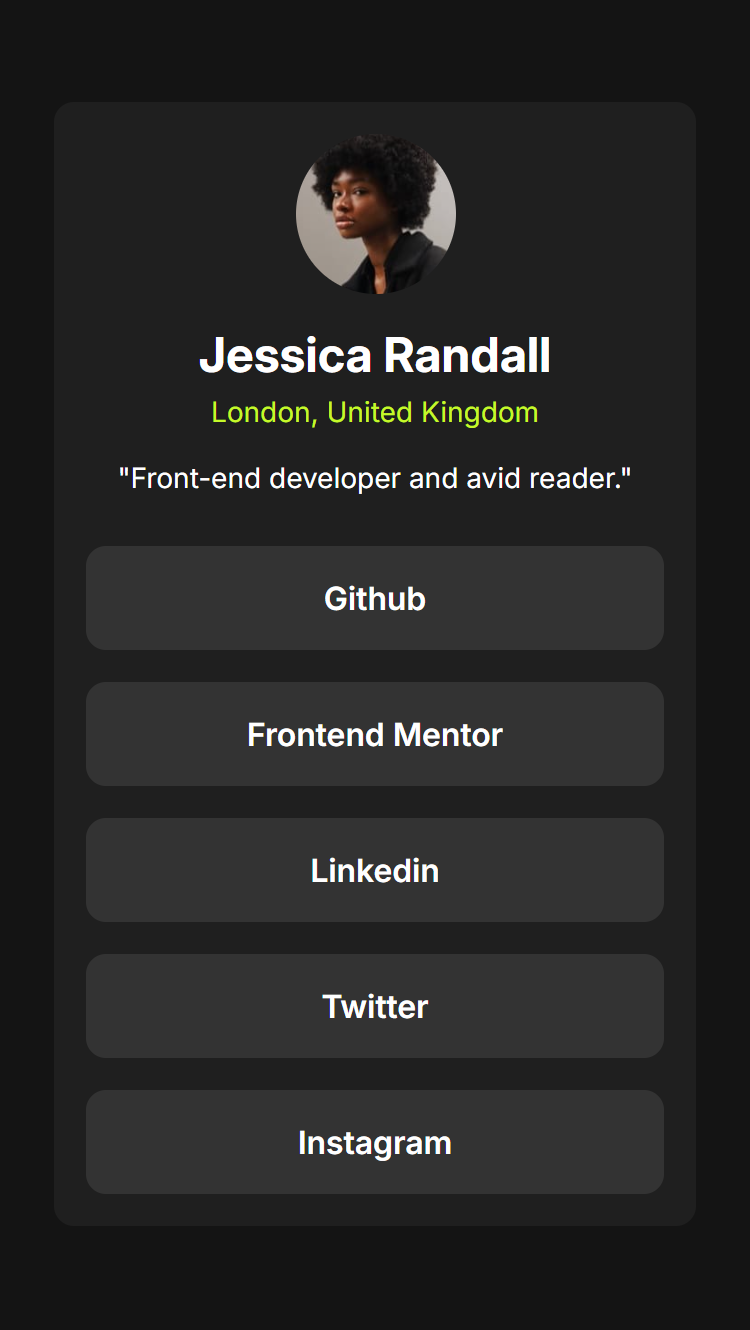 Jessica Randall
London, United Kingdom
"Front-end developer and avid reader."
Github
Frontend Mentor
Linkedin
Twitter
Instagram